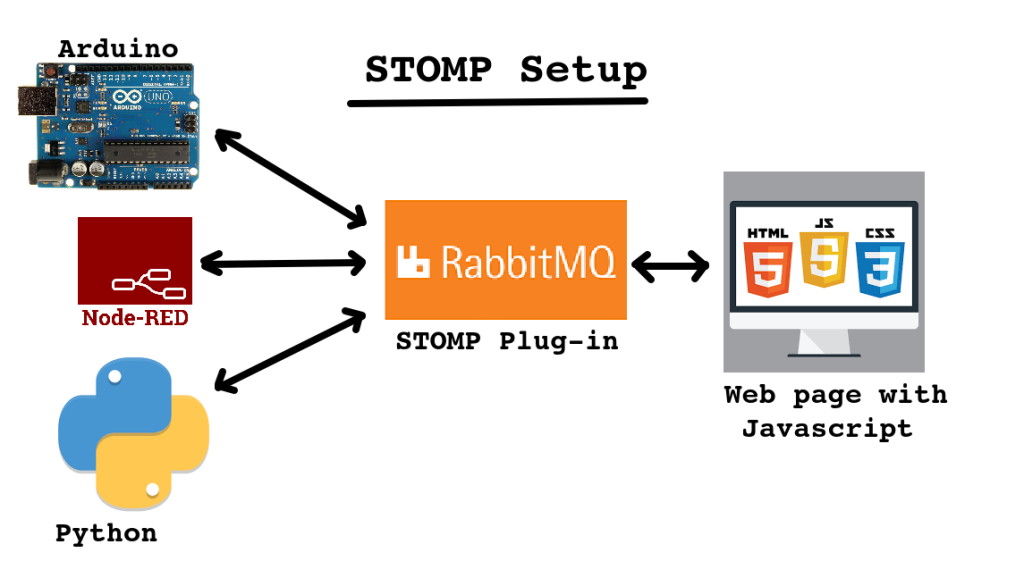 Arduino
STOMP Setup
UNO
ARDUINO
Node-RED
RabbitMQ
STOMP Plug-in
HTML
JS
CSS
5
5
3
Web page with
Javascript
Python